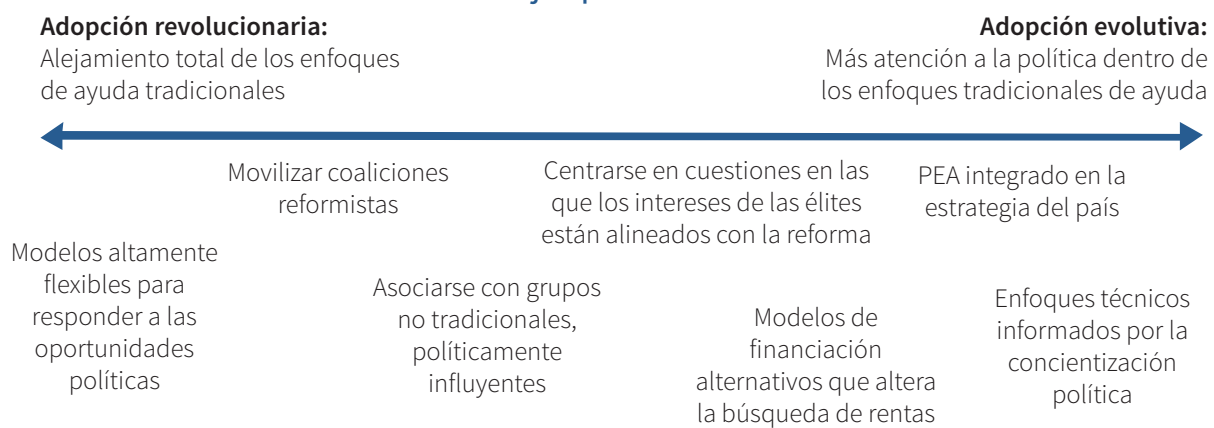 Adopción revolucionaria:
Alejamiento total de los enfoques
de ayuda tradicionales
Adopción evolutiva:
Más atención a la política dentro de
los enfoques tradicionales de ayuda
Movilizar coaliciones
reformistas
Centrarse en cuestiones en las
que los intereses de las élites
están alineados con la reforma
PEA integrado en la
estrategia del país
Modelos altamente
flexibles para
responder a las
oportunidades
políticas
Asociarse con grupos
no tradicionales,
políticamente
influyentes
Modelos de
financiación
alternativos que altera
la búsqueda de rentas
Enfoques técnicos
informados por la
concientización
política